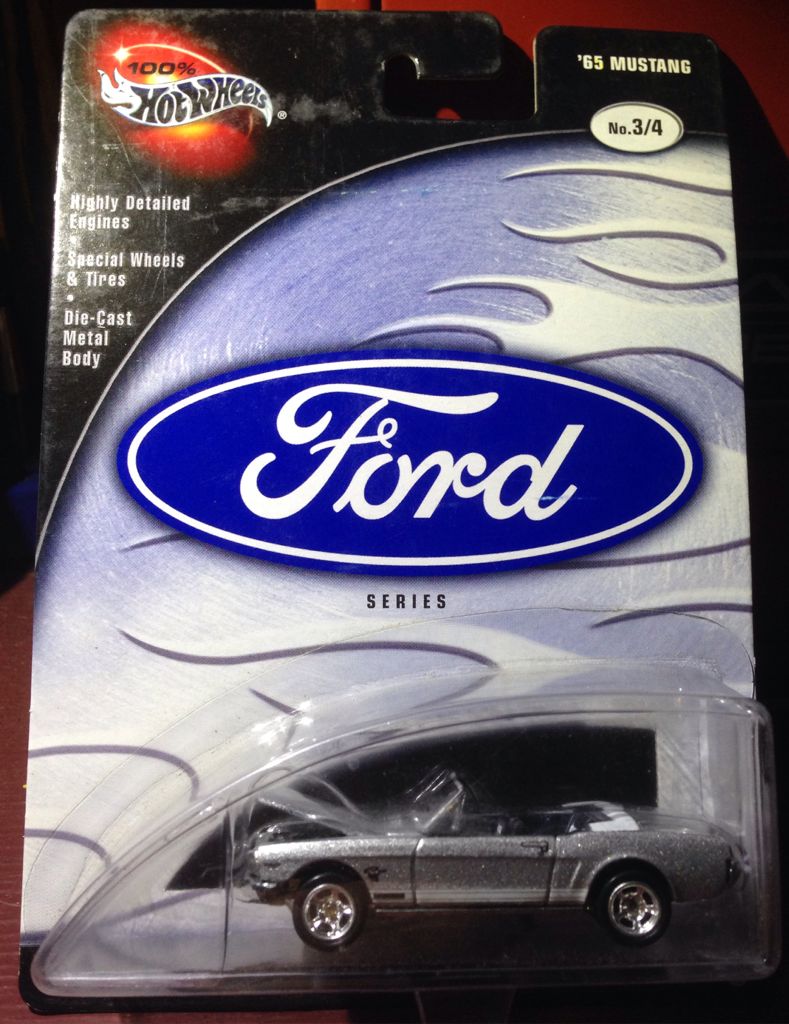 100%
Hot Wheels®
'65 MUSTANG
No.3/4
Highly Detailed
Engines
•
Special Wheels
& Tires
•
Die-Cast
Metal
Body
Ford
SERIES